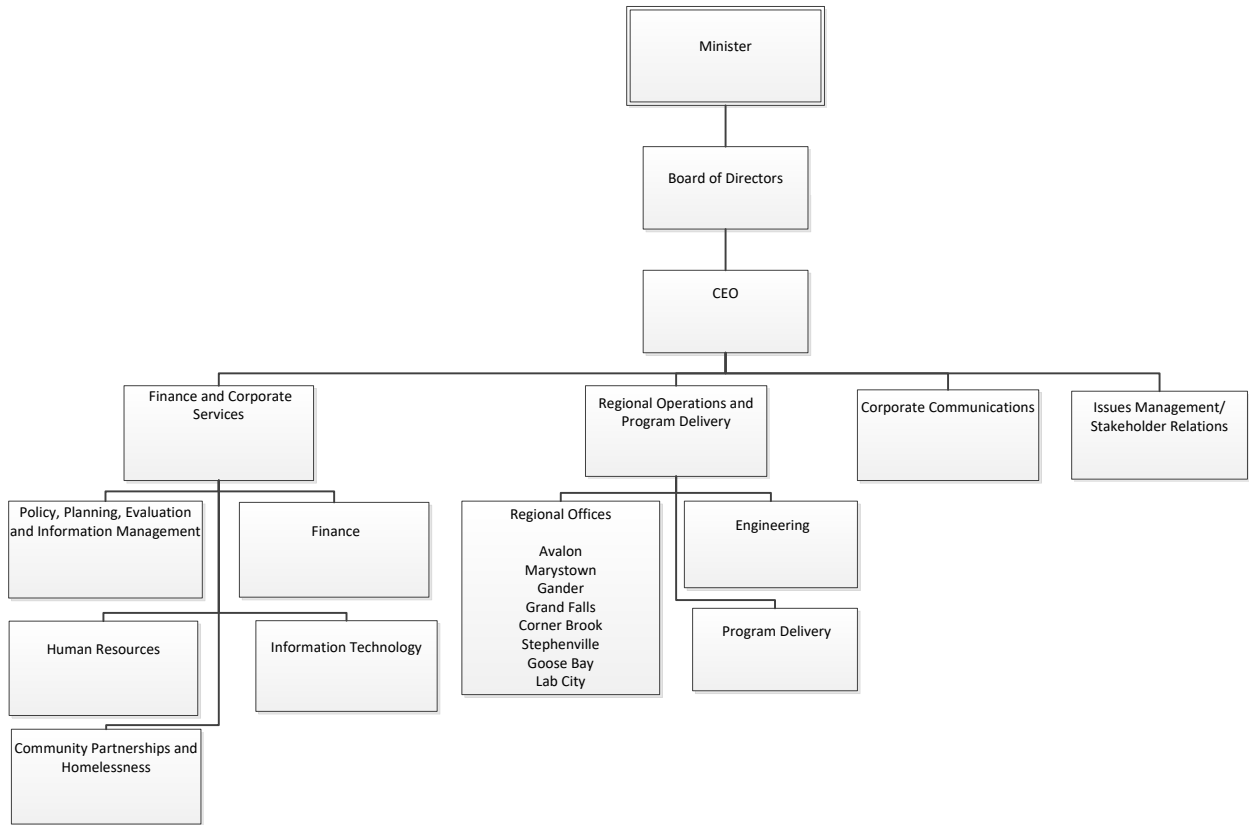 Minister
Board of Directors
CEO
Finance and Corporate
Services
Regional Operations and
Program Delivery
Corporate Communications
Issues Management/
Stakeholder Relations
Policy, Planning, Evaluation
and Information Management
Finance
Regional Offices
Avalon
Marystown
Gander
Grand Falls
Corner Brook
Stephenville
Goose Bay
Lab City
Engineering
Human Resources
Information Technology
Program Delivery
Community Partnerships and
Homelessness